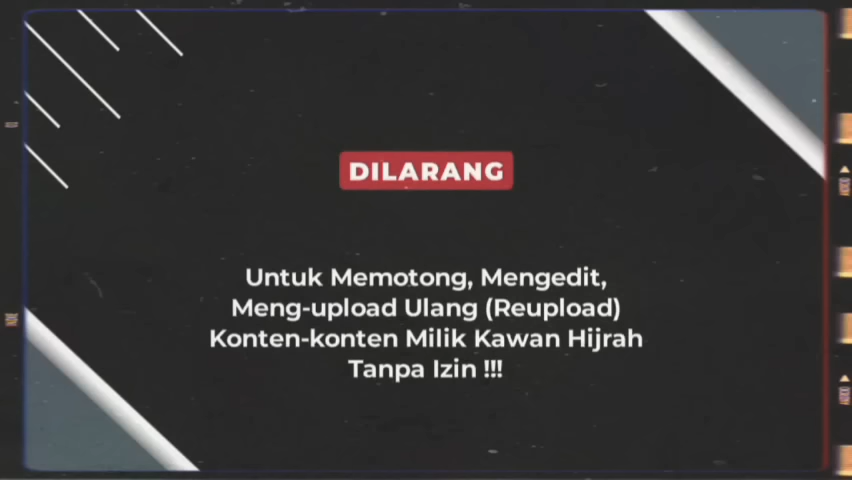 DILARANG
Untuk Memotong, Mengedit,
Meng-upload Ulang (Reupload)
Konten-konten Milik Kawan Hijrah
Tanpa Izin !!!